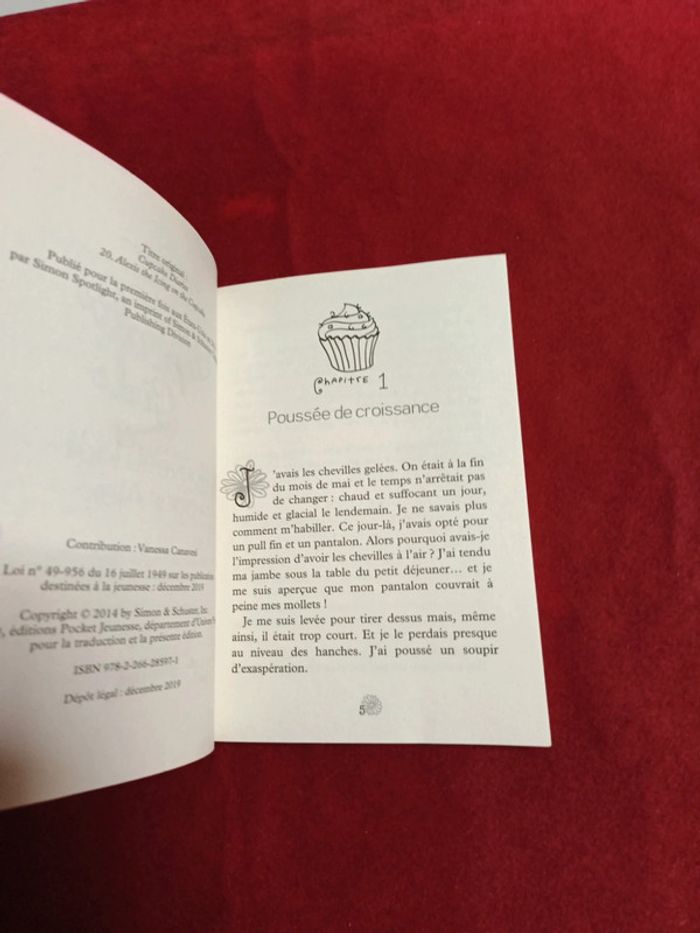 Titre original :
Cupcake Diaries
20. Alexis the Icing on the Cupcake
Publié pour la première fois aux États-Unis
par Simon Spotlight, an imprint of Simon & Schuster
Publishing Division
Contribution : Vanessa Canavesi
Loi n° 49-956 du 16 juillet 1949 sur les publications
destinées à la jeunesse : décembre 2019
Copyright © 2014 by Simon & Schuster, Inc.
éditions Pocket Jeunesse, département d'Univers
pour la traduction et la présente édition.
ISBN 978-2-266-28597-1
Dépôt légal : décembre 2019
CHAPITRE 1
Poussée de croissance
J'avais les chevilles gelées. On était à la fin
du mois de mai et le temps n'arrêtait pas
de changer : chaud et suffocant un jour,
humide et glacial le lendemain. Je ne savais plus
comment m'habiller. Ce jour-là, j'avais opté pour
un pull fin et un pantalon. Alors pourquoi avais-je
l'impression d'avoir les chevilles à l'air ? J'ai tendu
ma jambe sous la table du petit déjeuner… et je
me suis aperçue que mon pantalon couvrait à
peine mes mollets !
Je me suis levée pour tirer dessus mais, même
ainsi, il était trop court. Et je le perdais presque
au niveau des hanches. J'ai poussé un soupir
d'exaspération.
5